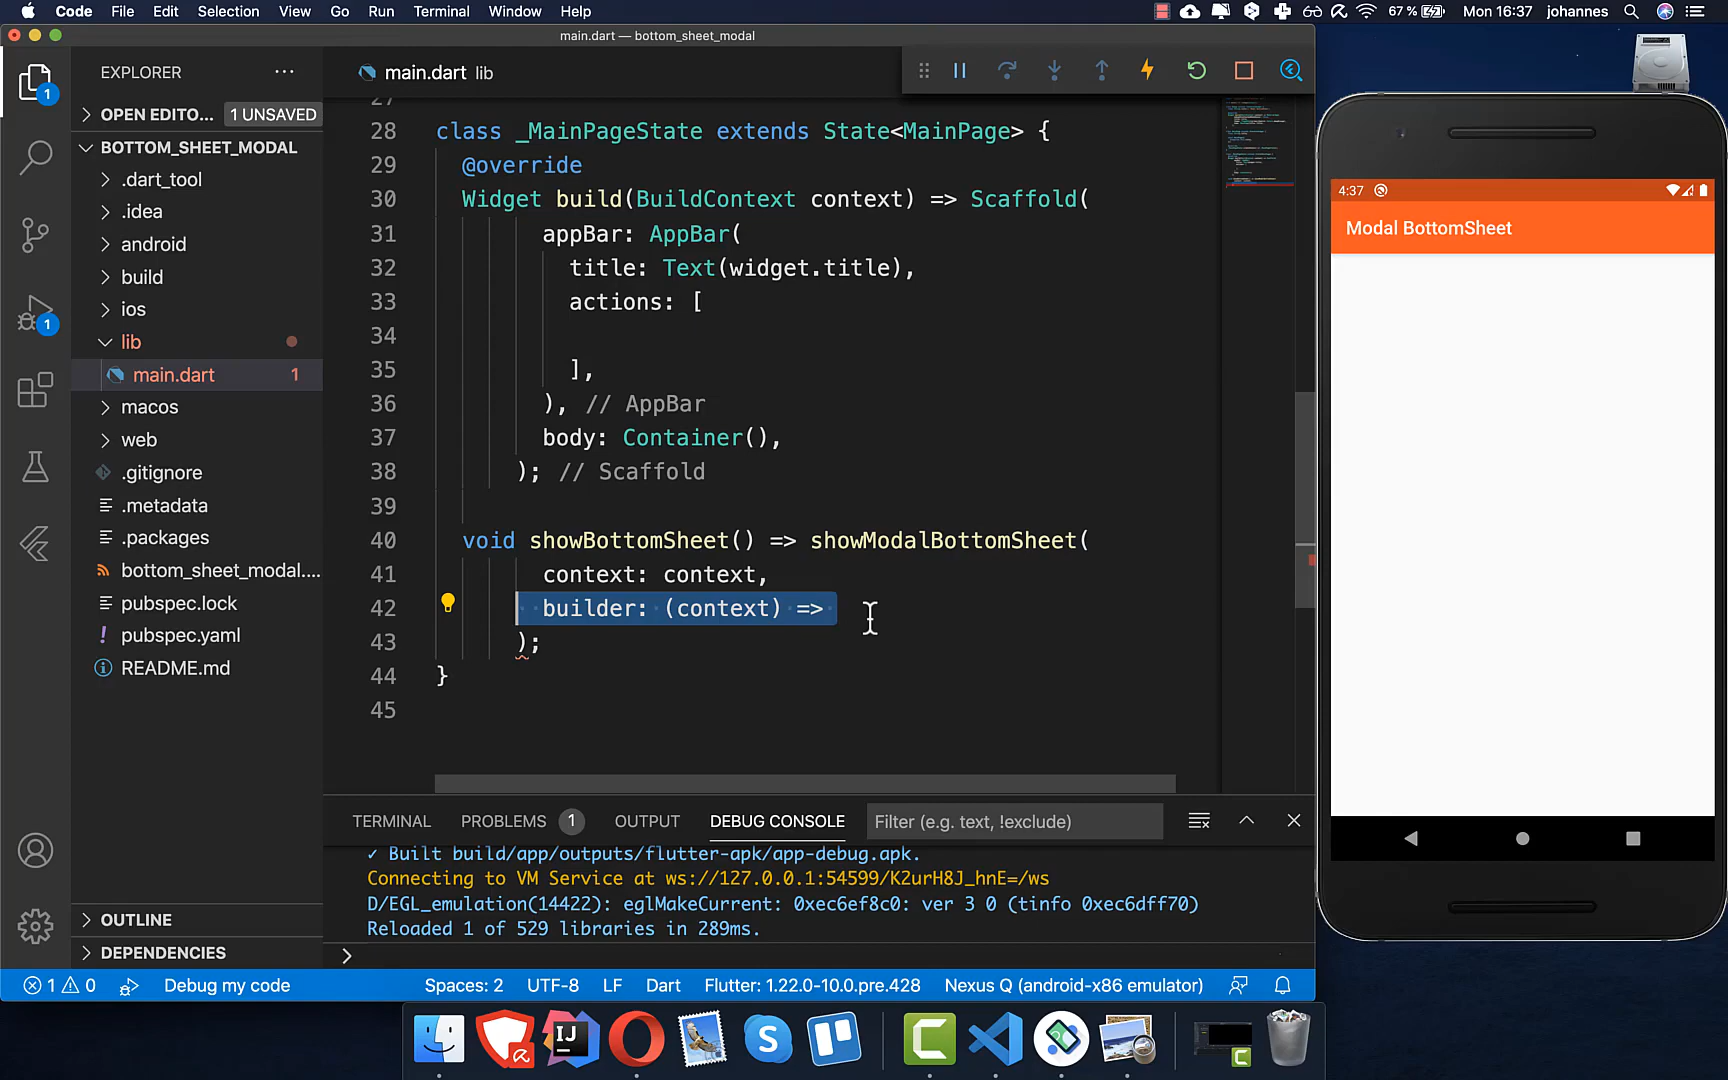 Code File Edit Selection View Go Run Terminal Window Help 67 % Mon 16:37 johannes
main.dart — bottom_sheet_modal
EXPLORER
OPEN EDITO... 1 UNSAVED
BOTTOM_SHEET_MODAL
.dart_tool
.idea
android
build
ios
lib
main.dart 1
macos
web
.gitignore
.metadata
.packages
bottom_sheet_modal....
pubspec.lock
! pubspec.yaml
README.md
OUTLINE
DEPENDENCIES
1
1
main.dart lib
27
28 class _MainPageState extends State<MainPage> {
29 @override
30 Widget build(BuildContext context) => Scaffold(
31 appBar: AppBar(
32 title: Text(widget.title),
33 actions: [
34
35 ],
36 ), // AppBar
37 body: Container(),
38 ); // Scaffold
39
40 void showBottomSheet() => showModalBottomSheet(
41 context: context,
42 builder: (context) =>
43 );
44 }
45
TERMINAL PROBLEMS 1 OUTPUT DEBUG CONSOLE Filter (e.g. text, !exclude)
✓ Built build/app/outputs/flutter-apk/app-debug.apk.
Connecting to VM Service at ws://127.0.0.1:54599/K2urH8J_hnE=/ws
D/EGL_emulation(14422): eglMakeCurrent: 0xec6ef8c0: ver 3 0 (tinfo 0xec6dff70)
Reloaded 1 of 529 libraries in 289ms.
1 0 Debug my code Spaces: 2 UTF-8 LF Dart Flutter: 1.22.0-10.0.pre.428 Nexus Q (android-x86 emulator)
4:37
Modal BottomSheet
IJ